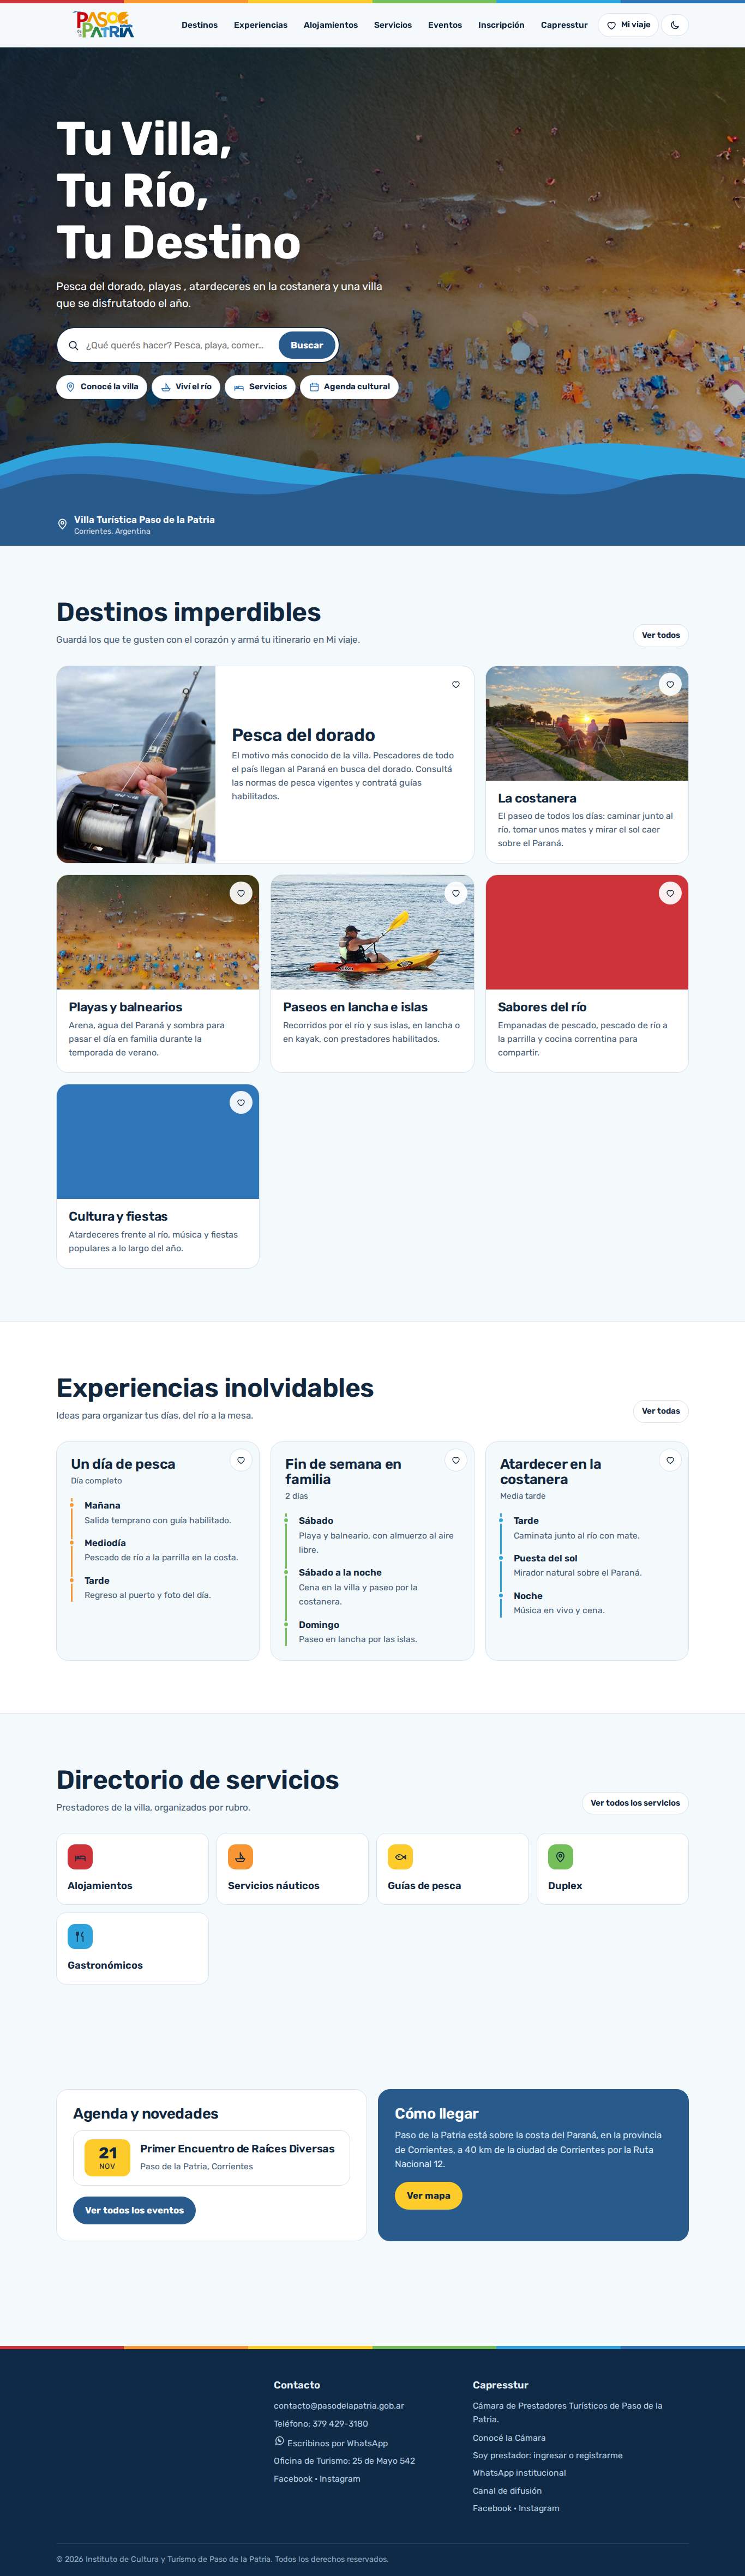 PASO DE LA PATRIA
Destinos
Experiencias
Alojamientos
Servicios
Eventos
Inscripción
Capresstur
Mi viaje
Tu Villa,
Tu Río,
Tu Destino
Pesca del dorado, playas , atardeceres en la costanera y una villa
que se disfrutatodo el año.
¿Qué querés hacer? Pesca, playa, comer...
Buscar
Conocé la villa
Viví el río
Servicios
Agenda cultural
Villa Turística Paso de la Patria
Corrientes, Argentina
Destinos imperdibles
Guardá los que te gusten con el corazón y armá tu itinerario en Mi viaje.
Ver todos
Pesca del dorado
El motivo más conocido de la villa. Pescadores de todo
el país llegan al Paraná en busca del dorado. Consultá
las normas de pesca vigentes y contratá guías
habilitados.
La costanera
El paseo de todos los días: caminar junto al
río, tomar unos mates y mirar el sol caer
sobre el Paraná.
Playas y balnearios
Arena, agua del Paraná y sombra para
pasar el día en familia durante la
temporada de verano.
Paseos en lancha e islas
Recorridos por el río y sus islas, en lancha o
en kayak, con prestadores habilitados.
Sabores del río
Empanadas de pescado, pescado de río a
la parrilla y cocina correntina para
compartir.
Cultura y fiestas
Atardeceres frente al río, música y fiestas
populares a lo largo del año.
Experiencias inolvidables
Ideas para organizar tus días, del río a la mesa.
Ver todas
Un día de pesca
Día completo
Mañana
Salida temprano con guía habilitado.
Mediodía
Pescado de río a la parrilla en la costa.
Tarde
Regreso al puerto y foto del día.
Fin de semana en
familia
2 días
Sábado
Playa y balneario, con almuerzo al aire
libre.
Sábado a la noche
Cena en la villa y paseo por la
costanera.
Domingo
Paseo en lancha por las islas.
Atardecer en la
costanera
Media tarde
Tarde
Caminata junto al río con mate.
Puesta del sol
Mirador natural sobre el Paraná.
Noche
Música en vivo y cena.
Directorio de servicios
Prestadores de la villa, organizados por rubro.
Ver todos los servicios
Alojamientos
Servicios náuticos
Guías de pesca
Duplex
Gastronómicos
Agenda y novedades
21
NOV
Primer Encuentro de Raíces Diversas
Paso de la Patria, Corrientes
Ver todos los eventos
Cómo llegar
Paso de la Patria está sobre la costa del Paraná, en la provincia
de Corrientes, a 40 km de la ciudad de Corrientes por la Ruta
Nacional 12.
Ver mapa
Contacto
contacto@pasodelapatria.gob.ar
Teléfono: 379 429-3180
Escribinos por WhatsApp
Oficina de Turismo: 25 de Mayo 542
Facebook • Instagram
Capresstur
Cámara de Prestadores Turísticos de Paso de la
Patria.
Conocé la Cámara
Soy prestador: ingresar o registrarme
WhatsApp institucional
Canal de difusión
Facebook • Instagram
© 2026 Instituto de Cultura y Turismo de Paso de la Patria. Todos los derechos reservados.